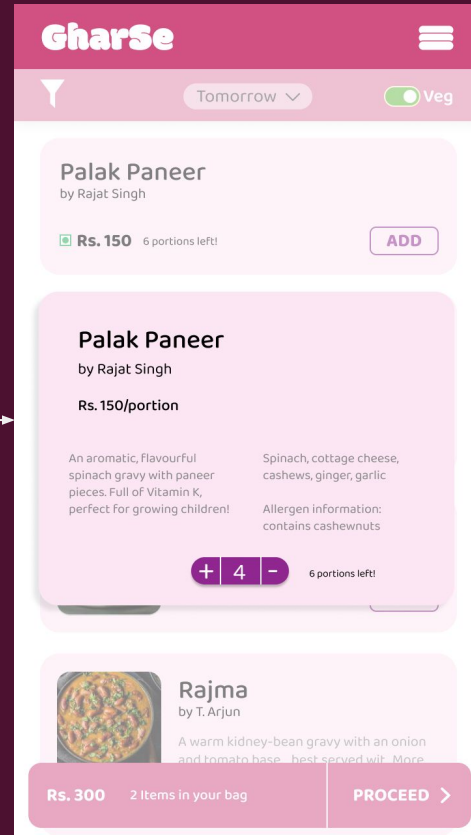 GharSe
Tomorrow
Veg
Palak Paneer
by Rajat Singh
Rs. 150 6 portions left!
ADD
Palak Paneer
by Rajat Singh
Rs. 150/portion
An aromatic, flavourful
spinach gravy with paneer
pieces. Full of Vitamin K,
perfect for growing children!
Spinach, cottage cheese,
cashews, ginger, garlic
Allergen information:
contains cashewnuts
+ 4 -
6 portions left!
Rajma
by T. Arjun
A warm kidney-bean gravy with an onion
and tomato base, best served wit.. More
Rs. 300 2 Items in your bag
PROCEED >